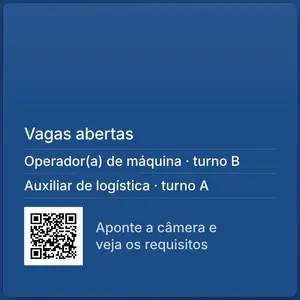 Vagas abertas
Operador(a) de máquina · turno B
Auxiliar de logística · turno A
Aponte a câmera e
veja os requisitos